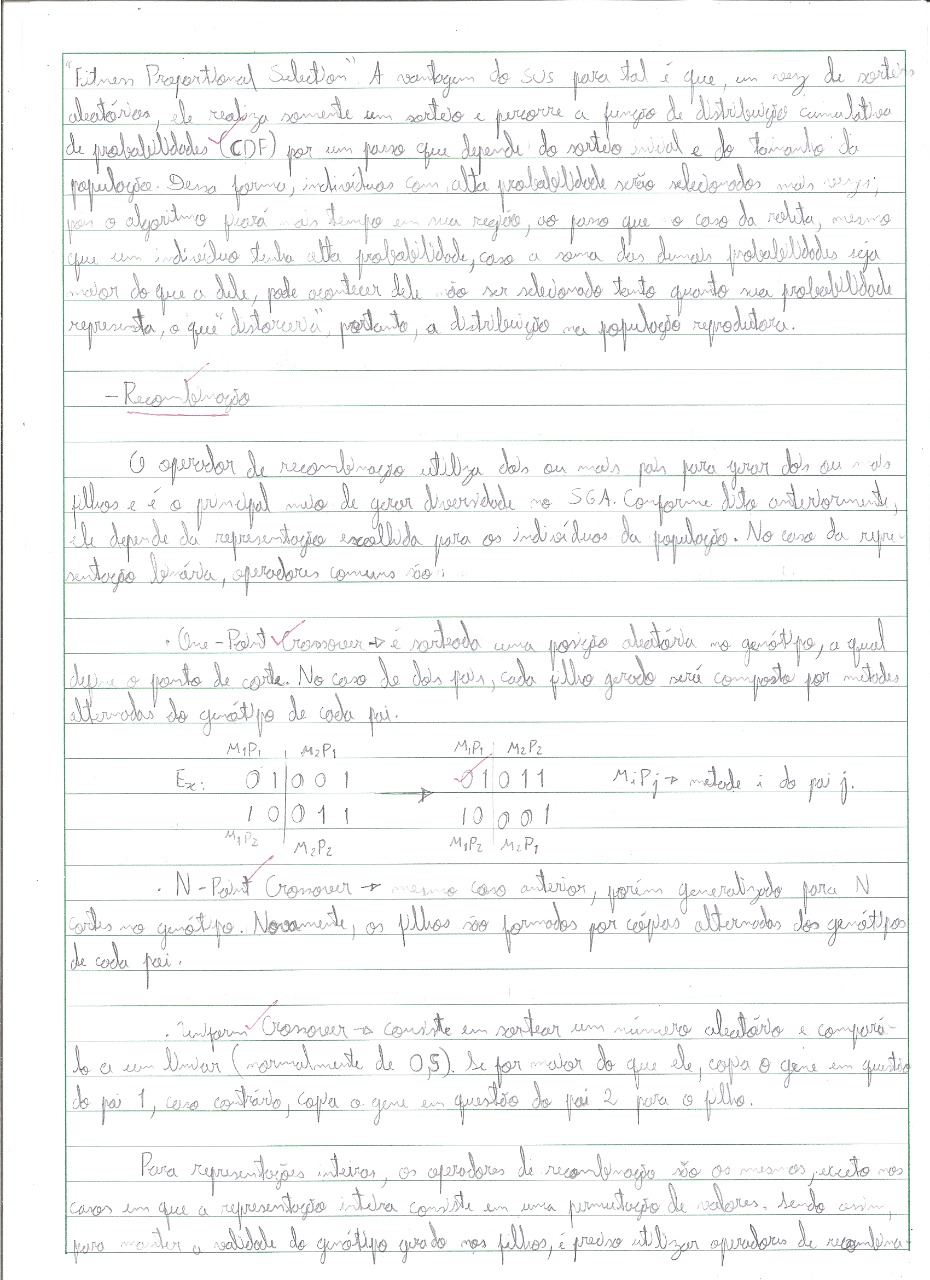 "Fitness Proportional Selection". A vantagem do SUS para tal é que, em vez de sorteios
aleatórios, ele realiza somente um sorteio e percorre a função de distribuição cumulativa
de probabilidades (CDF) por um passo que depende do sorteio inicial e do tamanho da
população. Dessa forma, indivíduos com alta probabilidade serão selecionados mais vezes,
pois o algoritmo ficará mais tempo em sua região, ao passo que no caso da roleta, mesmo
que um indivíduo tenha alta probabilidade, caso a soma das demais probabilidades seja
maior do que a dele, pode acontecer dele não ser selecionado tanto quanto sua probabilidade
representa, o que "distorceria", portanto, a distribuição na população reprodutora.
- Recombinação
O operador de recombinação utiliza dois ou mais pais para gerar dois ou mais
filhos e é o principal meio de gerar diversidade no SGA. Conforme dito anteriormente,
ele depende da representação escolhida para os indivíduos da população. No caso da repre-
sentação binária, operadores comuns são:
· One-Point Crossover → é sorteada uma posição aleatória no genótipo, a qual
define o ponto de corte. No caso de dois pais, cada filho gerado será composto por metades
alternadas do genótipo de cada pai.
M1P1 | M2P1 M1P1 | M2P2
Ex: 0 1 | 0 0 1 → 0 1 | 0 1 1 MiPj → metade i do pai j.
1 0 | 0 1 1 1 0 | 0 0 1
M1P2 | M2P2 M1P2 | M2P1
· N-Point Crossover → mesmo caso anterior, porém generalizado para N
cortes no genótipo. Novamente, os filhos são formados por cópias alternadas dos genótipos
de cada pai.
· Uniform Crossover → consiste em sortear um número aleatório e compará-
lo a um limiar (normalmente de 0,5). Se for maior do que ele, copia o gene em questão
do pai 1, caso contrário, copia o gene em questão do pai 2 para o filho.
Para representações inteiras, os operadores de recombinação são os mesmos, exceto nos
casos em que a representação inteira consiste em uma permutação de valores. Sendo assim,
para manter a validade do genótipo gerado nos filhos, é preciso utilizar operadores de recombina-